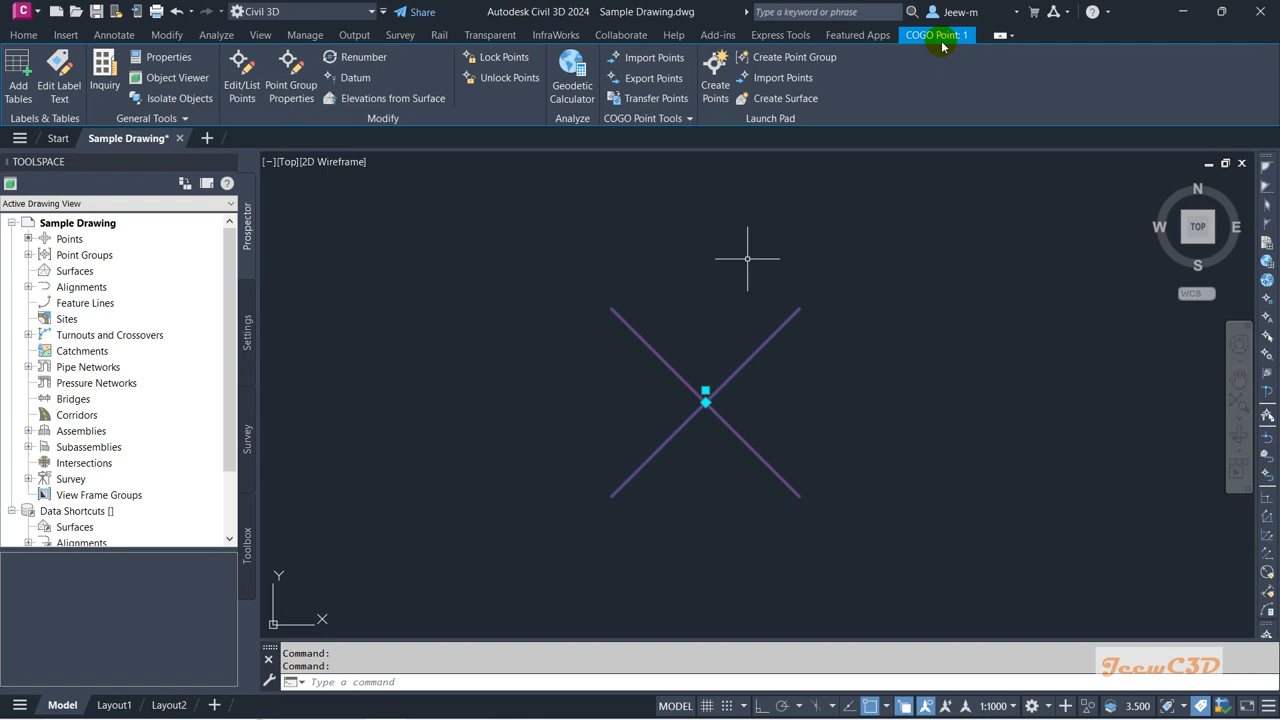 C
Civil 3D
Share
Autodesk Civil 3D 2024 Sample Drawing.dwg
Type a keyword or phrase
Jeew-m
Home Insert Annotate Modify Analyze View Manage Output Survey Rail Transparent InfraWorks Collaborate Help Add-ins Express Tools Featured Apps COGO Point: 1
Add Tables
Edit Label Text
Labels & Tables
Inquiry
Properties
Object Viewer
Isolate Objects
General Tools
Edit/List Points
Point Group Properties
Renumber
Datum
Elevations from Surface
Lock Points
Unlock Points
Modify
Geodetic Calculator
Analyze
Import Points
Export Points
Transfer Points
COGO Point Tools
Create Points
Create Point Group
Import Points
Create Surface
Launch Pad
Start
Sample Drawing*
TOOLSPACE
Active Drawing View
Sample Drawing
Points
Point Groups
Surfaces
Alignments
Feature Lines
Sites
Turnouts and Crossovers
Catchments
Pipe Networks
Pressure Networks
Bridges
Corridors
Assemblies
Subassemblies
Intersections
Survey
View Frame Groups
Data Shortcuts []
Surfaces
Alignments
Prospector
Settings
Survey
Toolbox
[−][Top][2D Wireframe]
N
W TOP E
S
WCS
Y
X
Command:
Command:
Type a command
JeewC3D
Model Layout1 Layout2
MODEL
1:1000
3.500